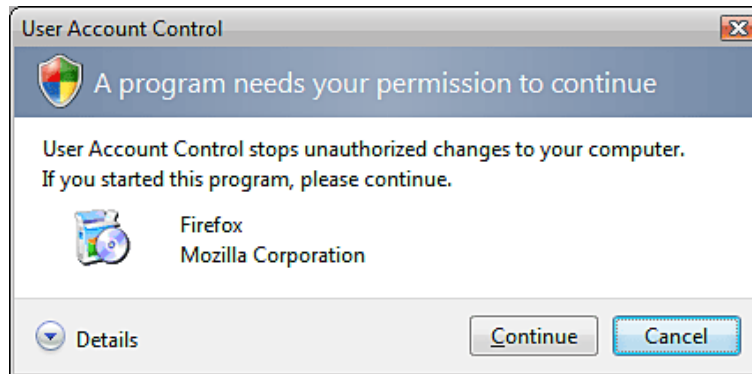 User Account Control
A program needs your permission to continue
User Account Control stops unauthorized changes to your computer.
If you started this program, please continue.
Firefox
Mozilla Corporation
Details
Continue
Cancel